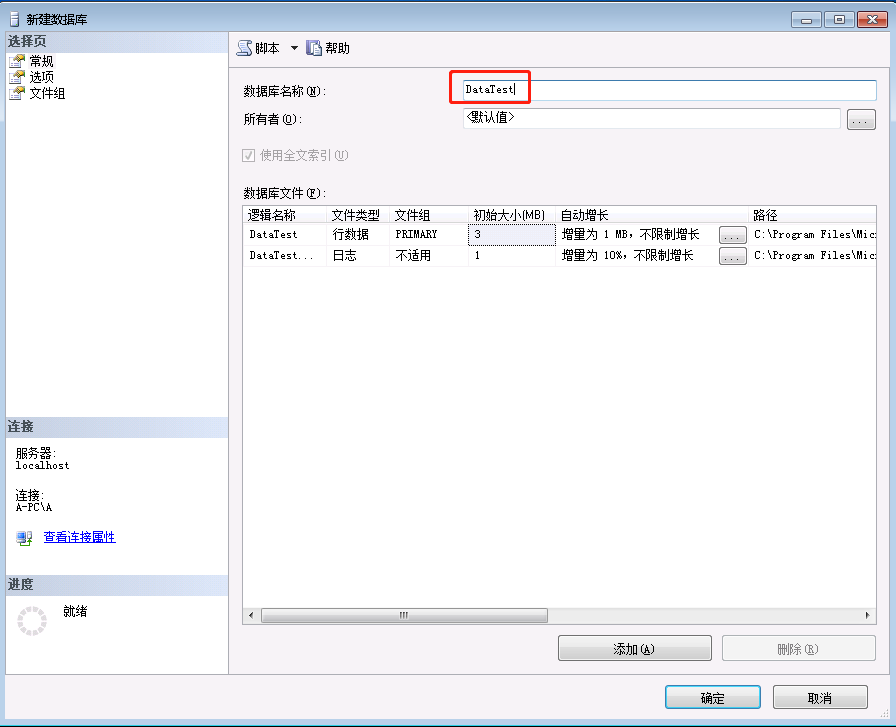 新建数据库
选择页
常规
选项
文件组
脚本 帮助
数据库名称(N):
DataTest
所有者(O):
<默认值>
...
使用全文索引(U)
数据库文件(F):
逻辑名称 文件类型 文件组 初始大小(MB) 自动增长 路径
DataTest 行数据 PRIMARY 3 增量为 1 MB，不限制增长 ... C:\Program Files\Mic
DataTest... 日志 不适用 1 增量为 10%，不限制增长 ... C:\Program Files\Mic
连接
服务器:
localhost
连接:
A-PC\A
查看连接属性
进度
就绪
添加(A) 删除(R)
确定 取消